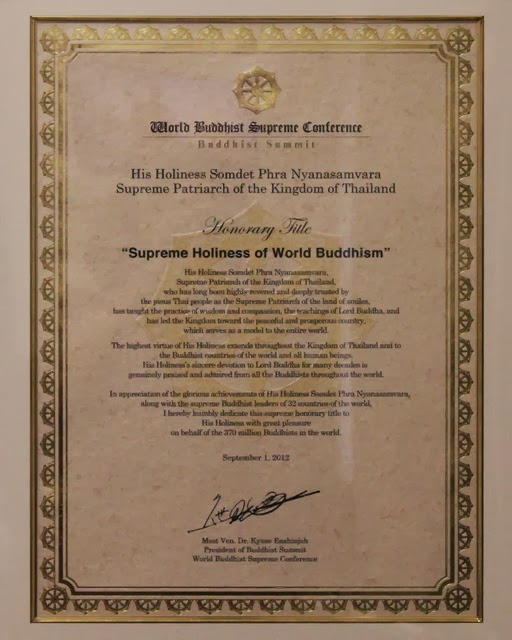 World Buddhist Supreme Conference
Buddhist Summit
His Holiness Somdet Phra Nyanasamvara
Supreme Patriarch of the Kingdom of Thailand
Honorary Title
"Supreme Holiness of World Buddhism"
His Holiness Somdet Phra Nyanasamvara,
Supreme Patriarch of the Kingdom of Thailand,
who has long been highly revered and deeply trusted by
the pious Thai people as the Supreme Patriarch of the land of smiles,
has taught the practice of wisdom and compassion, the teachings of Lord Buddha, and
has led the Kingdom toward the peaceful and prosperous country,
which serves as a model to the entire world.
The highest virtue of His Holiness extends throughout the Kingdom of Thailand and to
the Buddhist countries of the world and all human beings.
His Holiness's sincere devotion to Lord Buddha for many decades is
genuinely praised and admired from all the Buddhists throughout the world.
In appreciation of the glorious achievements of His Holiness Somdet Phra Nyanasamvara,
along with the supreme Buddhist leaders of 32 countries of the world,
I hereby humbly dedicate this supreme honorary title to
His Holiness with great pleasure
on behalf of the 370 million Buddhists in the world.
September 1, 2012
Most Ven. Dr. Kyuse Enshinjoh
President of Buddhist Summit
World Buddhist Supreme Conference